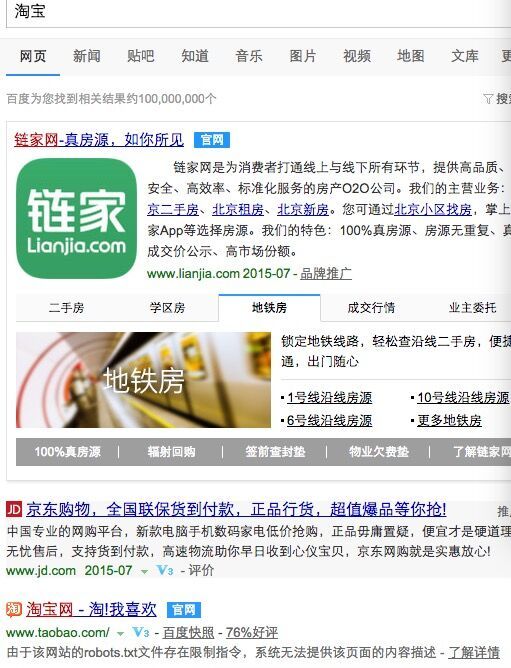 淘宝
网页 新闻 贴吧 知道 音乐 图片 视频 地图 文库 更
百度为您找到相关结果约100,000,000个 搜
链家网-真房源，如你所见 官网
链家网是为消费者打通线上与线下所有环节，提供高品质、
安全、高效率、标准化服务的房产O2O公司。我们的主营业务：
京二手房、北京租房、北京新房。您可通过北京小区找房，掌上
家App等选择房源。我们的特色：100%真房源、房源无重复、真
成交价公示、高市场份额。
链家
Lianjia.com
www.lianjia.com 2015-07 - 品牌推广
二手房 学区房 地铁房 成交行情 业主委托
地铁房
锁定地铁线路，轻松查沿线二手房，便捷
通，出门随心
1号线沿线房源 10号线沿线房源
6号线沿线房源 更多地铁房
100%真房源 辐射回购 签前查封垫 物业欠费垫 了解链家网
JD 京东购物，全国联保货到付款，正品行货，超值爆品等你抢! 推
中国专业的网购平台，新款电脑手机数码家电低价抢购，正品毋庸置疑，便宜才是硬道理
无忧售后，支持货到付款，高速物流助你早日收到心仪宝贝，京东网购就是实惠放心!
www.jd.com 2015-07 V3 - 评价
淘 淘宝网 - 淘!我喜欢 官网
www.taobao.com/ V3 - 百度快照 - 76%好评
由于该网站的robots.txt文件存在限制指令，系统无法提供该页面的内容描述 - 了解详情